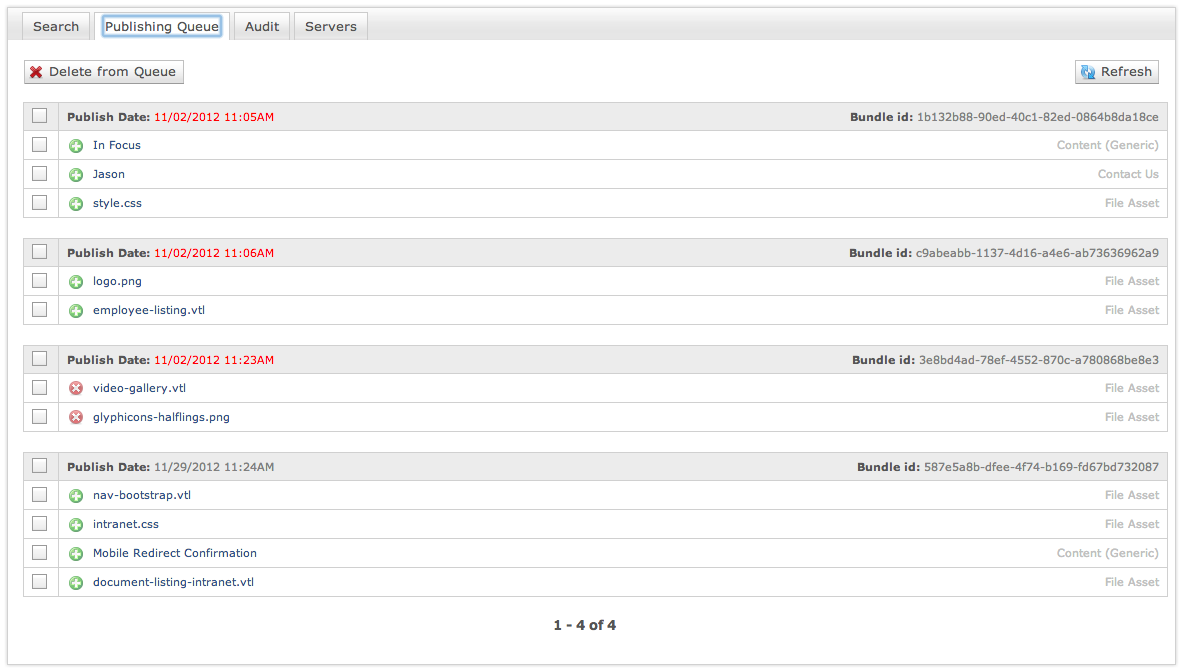 Search Publishing Queue Audit Servers
Delete from Queue Refresh
Publish Date: 11/02/2012 11:05AM Bundle id: 1b132b88-90ed-40c1-82ed-0864b8da18ce
In Focus Content (Generic)
Jason Contact Us
style.css File Asset
Publish Date: 11/02/2012 11:06AM Bundle id: c9abeabb-1137-4d16-a4e6-ab73636962a9
logo.png File Asset
employee-listing.vtl File Asset
Publish Date: 11/02/2012 11:23AM Bundle id: 3e8bd4ad-78ef-4552-870c-a780868be8e3
video-gallery.vtl File Asset
glyphicons-halflings.png File Asset
Publish Date: 11/29/2012 11:24AM Bundle id: 587e5a8b-dfee-4f74-b169-fd67bd732087
nav-bootstrap.vtl File Asset
intranet.css File Asset
Mobile Redirect Confirmation Content (Generic)
document-listing-intranet.vtl File Asset
1 - 4 of 4